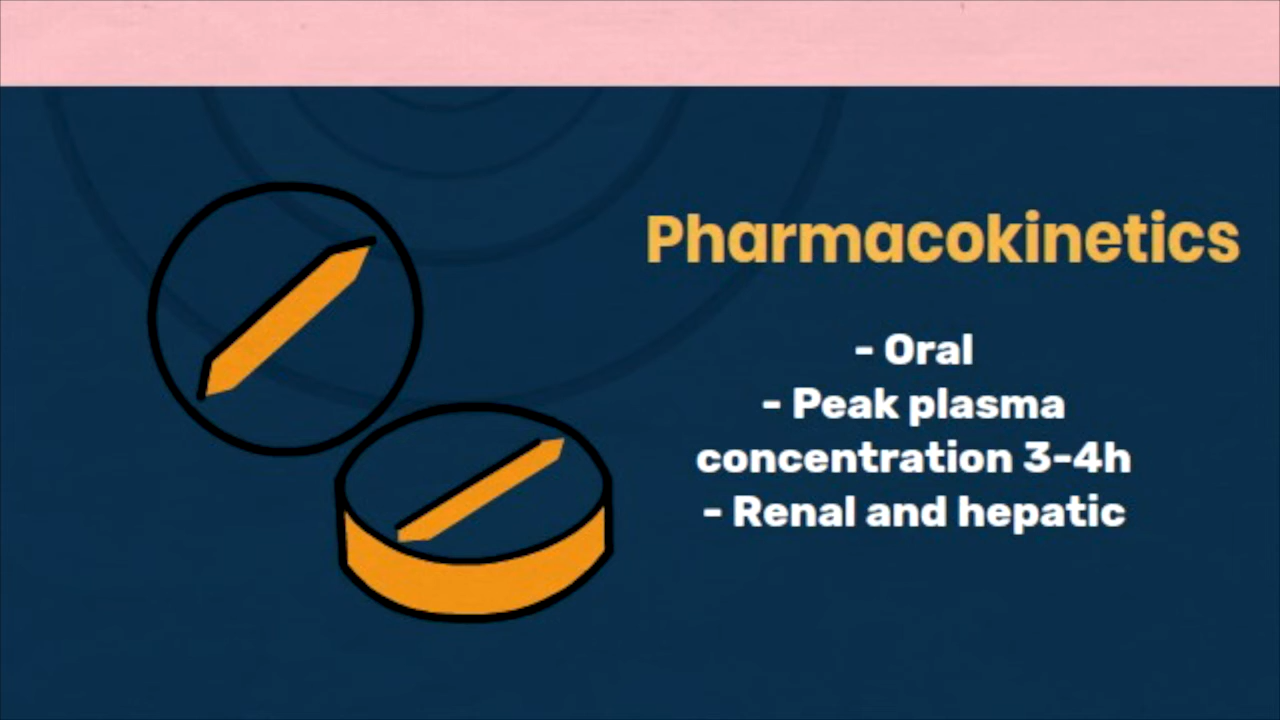 Pharmacokinetics
- Oral
- Peak plasma
concentration 3-4h
- Renal and hepatic